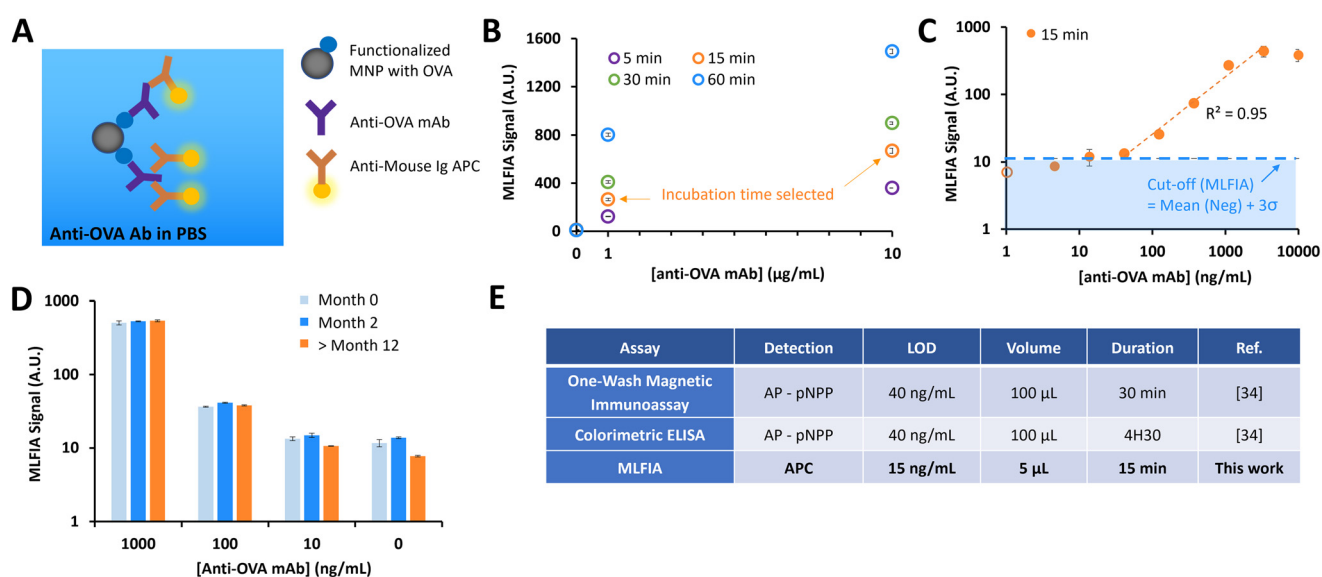 A
Functionalized
MNP with OVA
Anti-OVA mAb
Anti-Mouse Ig APC
Anti-OVA Ab in PBS
B
MLFIA Signal (A.U.)
1600
1200
800
400
0
5 min
15 min
30 min
60 min
Incubation time selected
0
1
10
[anti-OVA mAb] (µg/mL)
C
MLFIA Signal (A.U.)
1000
100
10
1
15 min
R² = 0.95
Cut-off (MLFIA)
= Mean (Neg) + 3σ
1
10
100
1000
10000
[anti-OVA mAb] (ng/mL)
D
MLFIA Signal (A.U.)
1000
100
10
1
Month 0
Month 2
> Month 12
1000
100
10
0
[Anti-OVA mAb] (ng/mL)
E
Assay Detection LOD Volume Duration Ref.
One-Wash Magnetic
Immunoassay
AP - pNPP 40 ng/mL 100 µL 30 min [34]
Colorimetric ELISA AP - pNPP 40 ng/mL 100 µL 4H30 [34]
MLFIA APC 15 ng/mL 5 µL 15 min This work